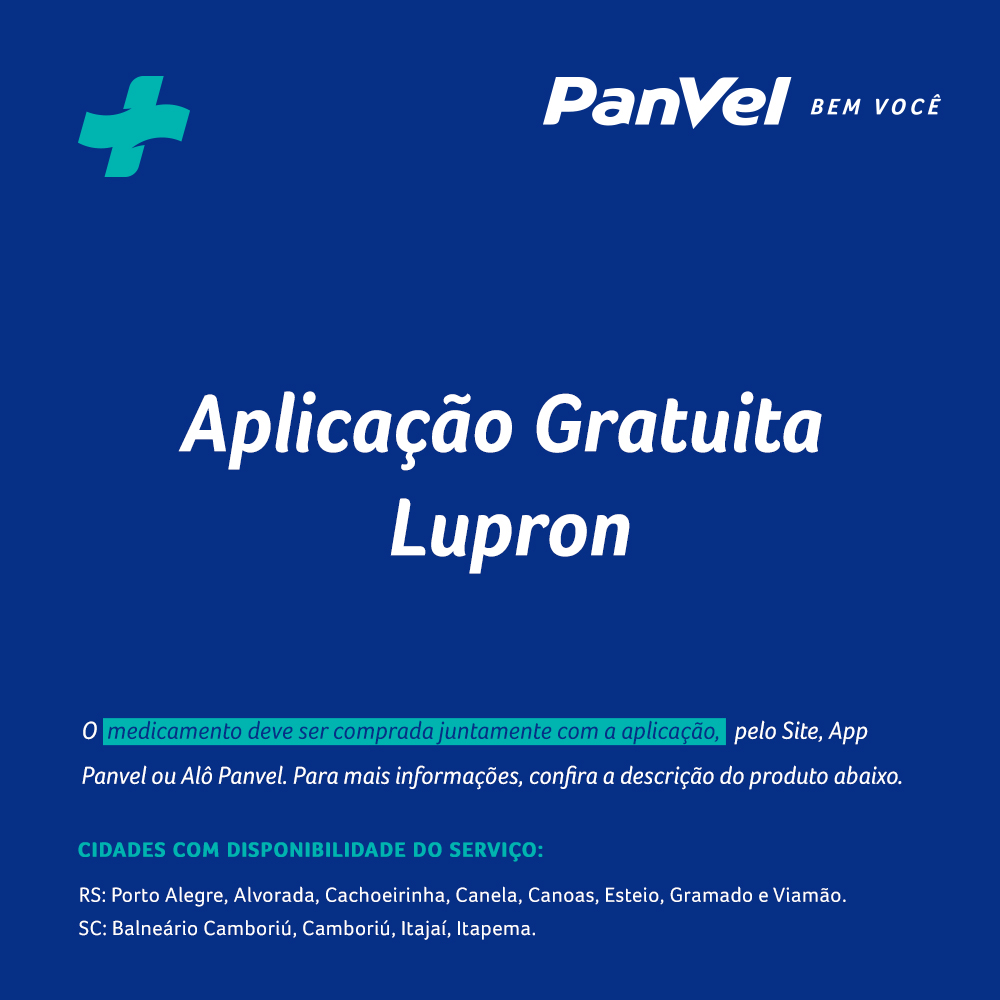 PanVel BEM VOCÊ
Aplicação Gratuita
Lupron
O medicamento deve ser comprada juntamente com a aplicação, pelo Site, App
Panvel ou Alô Panvel. Para mais informações, confira a descrição do produto abaixo.
CIDADES COM DISPONIBILIDADE DO SERVIÇO:
RS: Porto Alegre, Alvorada, Cachoeirinha, Canela, Canoas, Esteio, Gramado e Viamão.
SC: Balneário Camboriú, Camboriú, Itajaí, Itapema.